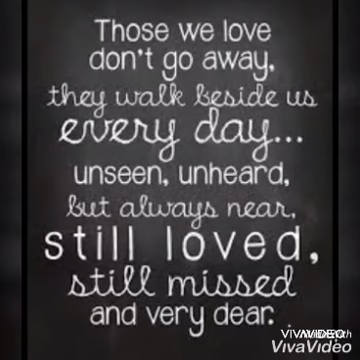 Those we love
don't go away,
they walk beside us
every day...
unseen, unheard,
but always near,
still loved,
still missed
and very dear.
VivaVideo